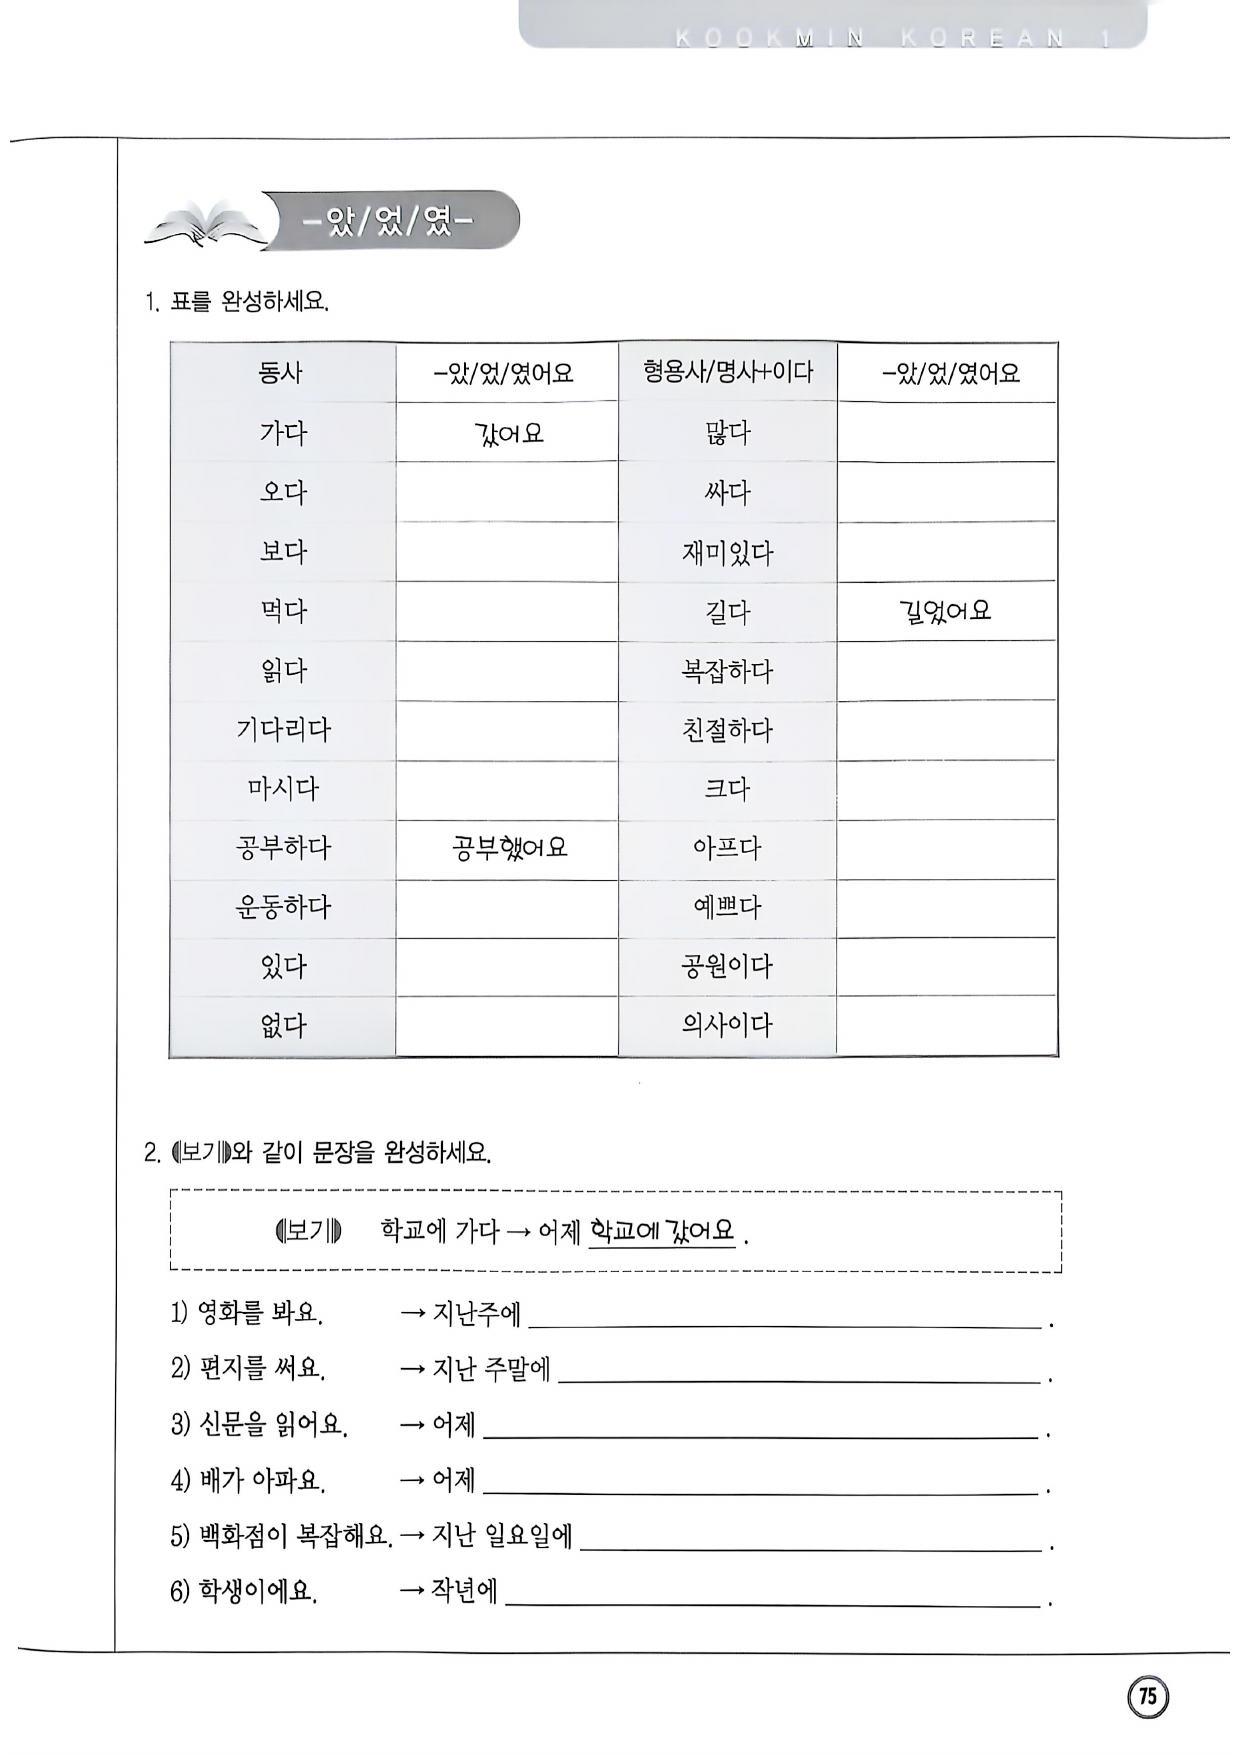 KOOKMIN KOREAN 1
-았/었/였-
1. 표를 완성하세요.
동사 -았/었/였어요 형용사/명사+이다 -았/었/였어요
가다 갔어요 많다
오다 싸다
보다 재미있다
먹다 길다 길었어요
읽다 복잡하다
기다리다 친절하다
마시다 크다
공부하다 공부했어요 아프다
운동하다 예쁘다
있다 공원이다
없다 의사이다
2. 보기와 같이 문장을 완성하세요.
보기 학교에 가다 → 어제 학교에 갔어요.
1) 영화를 봐요. → 지난주에 .
2) 편지를 써요. → 지난 주말에 .
3) 신문을 읽어요. → 어제 .
4) 배가 아파요. → 어제 .
5) 백화점이 복잡해요. → 지난 일요일에 .
6) 학생이에요. → 작년에 .
75